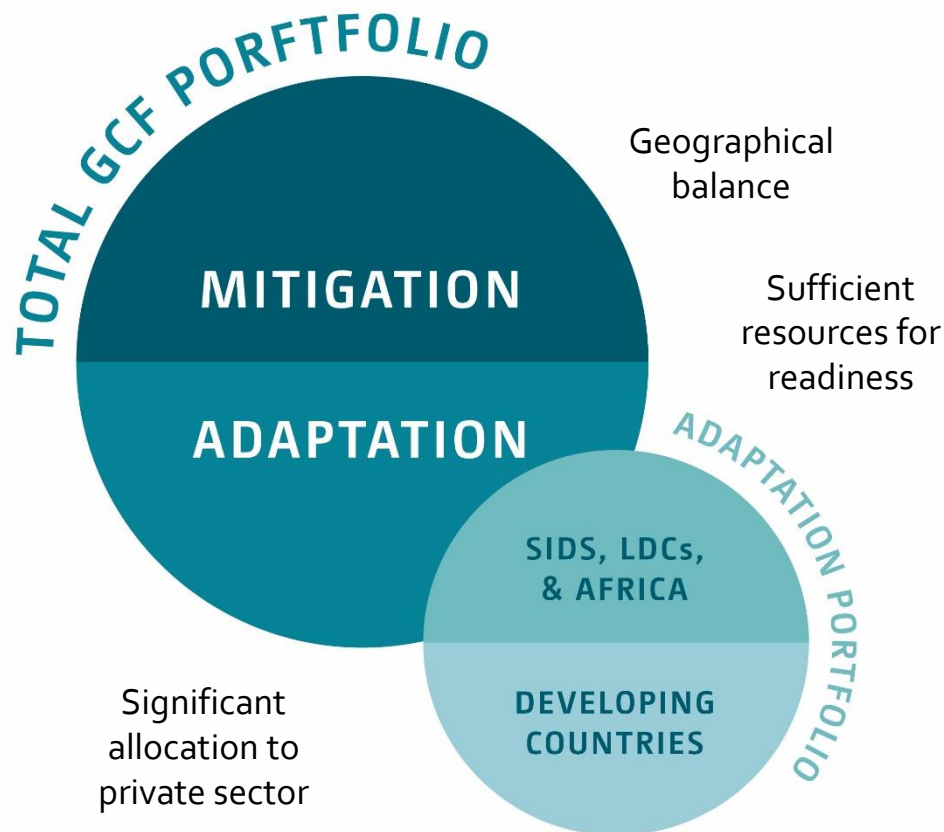 TOTAL GCF PORFTFOLIO
Geographical
balance
MITIGATION
Sufficient
resources for
readiness
ADAPTATION
ADAPTATION PORTFOLIO
SIDS, LDCs,
& AFRICA
DEVELOPING
COUNTRIES
Significant
allocation to
private sector